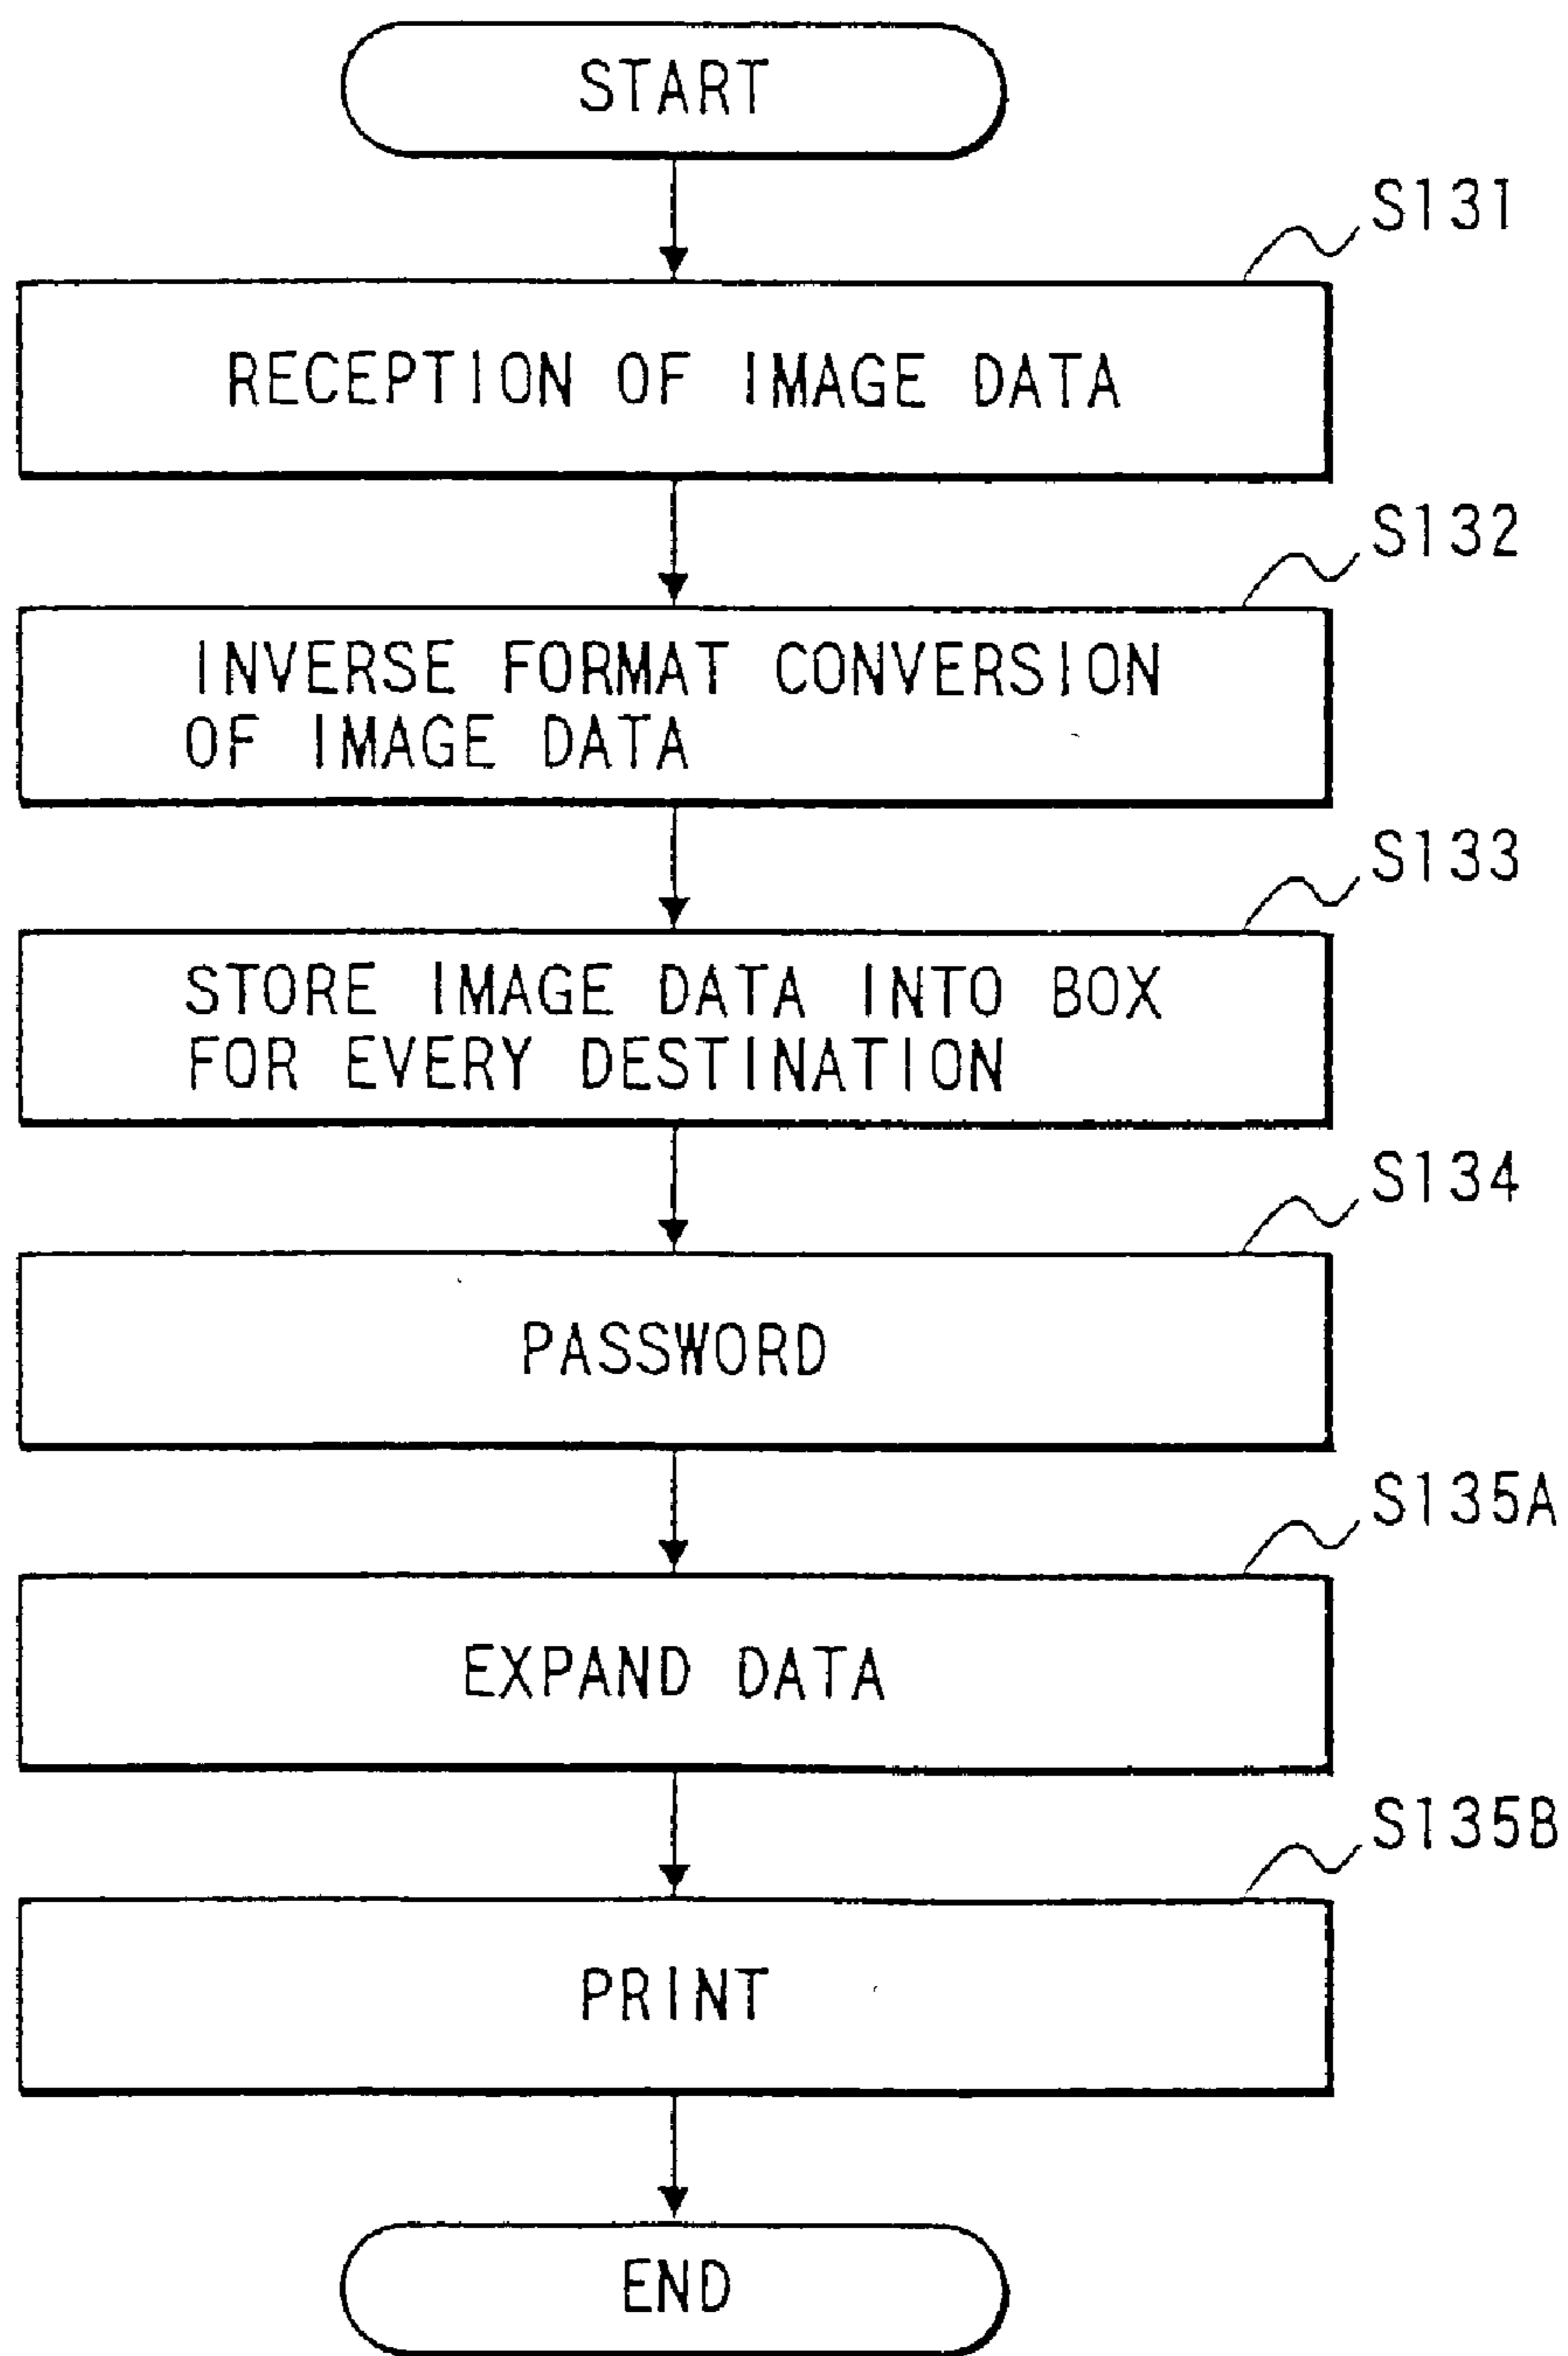 START
S131
RECEPTION OF IMAGE DATA
S132
INVERSE FORMAT CONVERSION
OF IMAGE DATA
S133
STORE IMAGE DATA INTO BOX
FOR EVERY DESTINATION
S134
PASSWORD
S135A
EXPAND DATA
S135B
PRINT
END